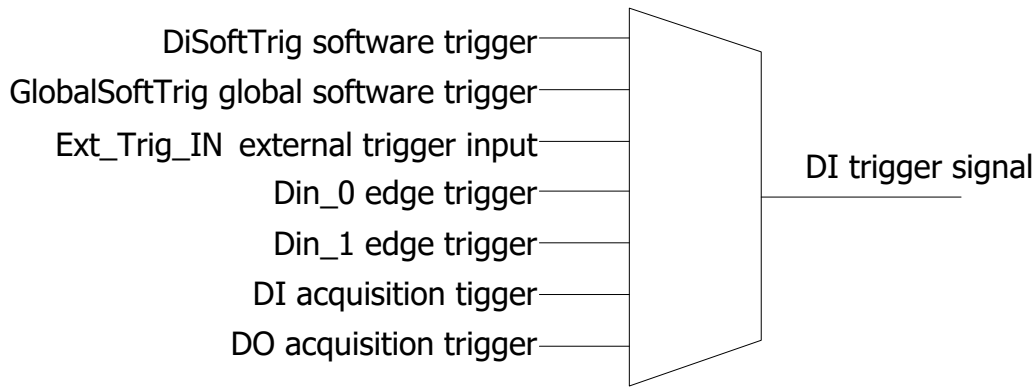 DiSoftTrig software trigger
GlobalSoftTrig global software trigger
Ext_Trig_IN external trigger input
Din_0 edge trigger
Din_1 edge trigger
DI acquisition tigger
DO acquisition trigger
DI trigger signal